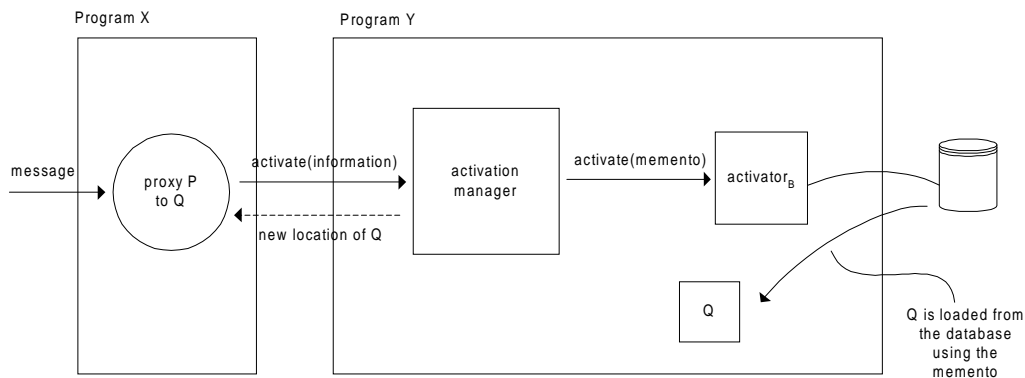 Program X
Program Y
message
proxy P
to Q
activate(information)
new location of Q
activation
manager
activate(memento)
activatorB
Q
Q is loaded from
the database
using the
memento